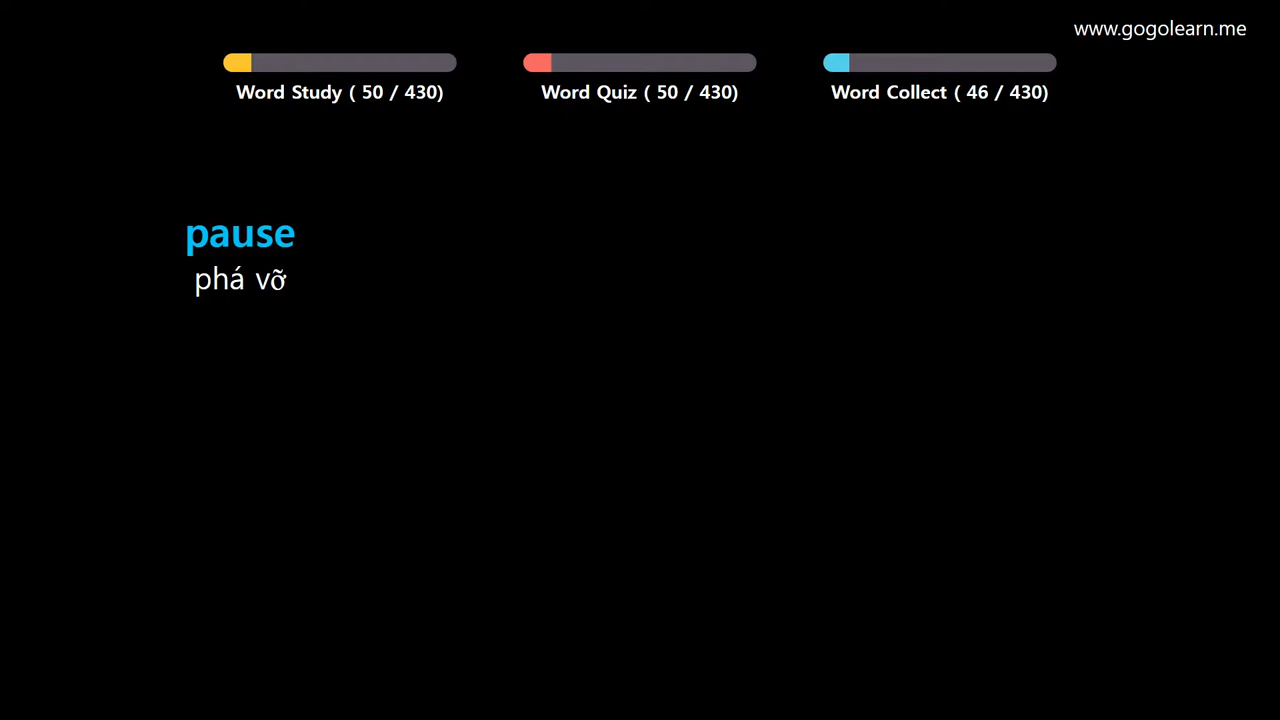 www.gogolearn.me
Word Study ( 50 / 430)
Word Quiz ( 50 / 430)
Word Collect ( 46 / 430)
pause
phá vỡ